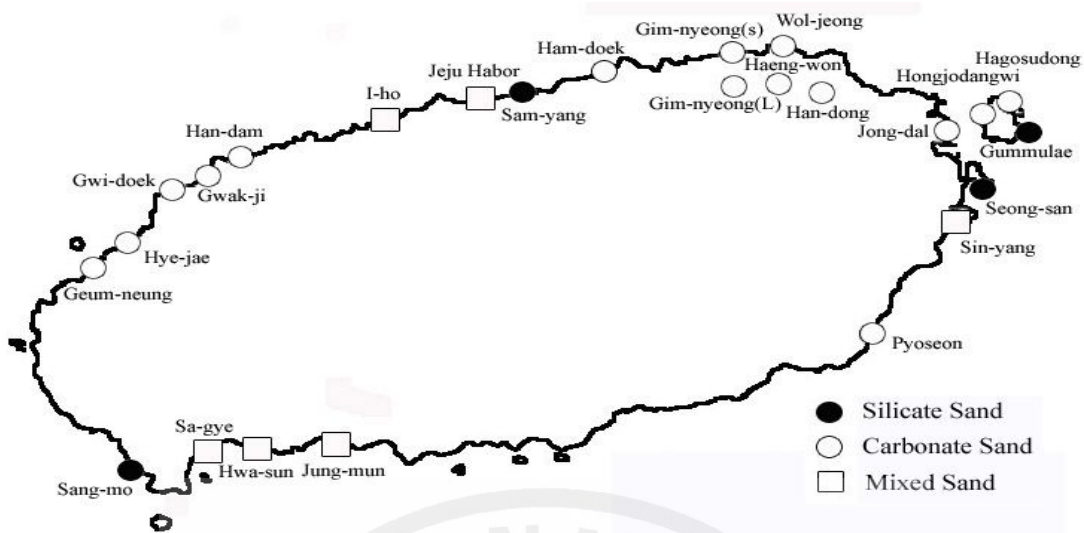 Gim-nyeong(s)
Wol-jeong
Ham-doek
Haeng-won
Hagosudong
Jeju Habor
Hongjodangwi
I-ho
Gim-nyeong(L)
Sam-yang
Han-dong
Han-dam
Jong-dal
Gummulae
Gwi-doek
Gwak-ji
Seong-san
Hye-jae
Sin-yang
Geum-neung
Pyoseon
Silicate Sand
Sa-gye
Carbonate Sand
Hwa-sun
Jung-mun
Sang-mo
Mixed Sand